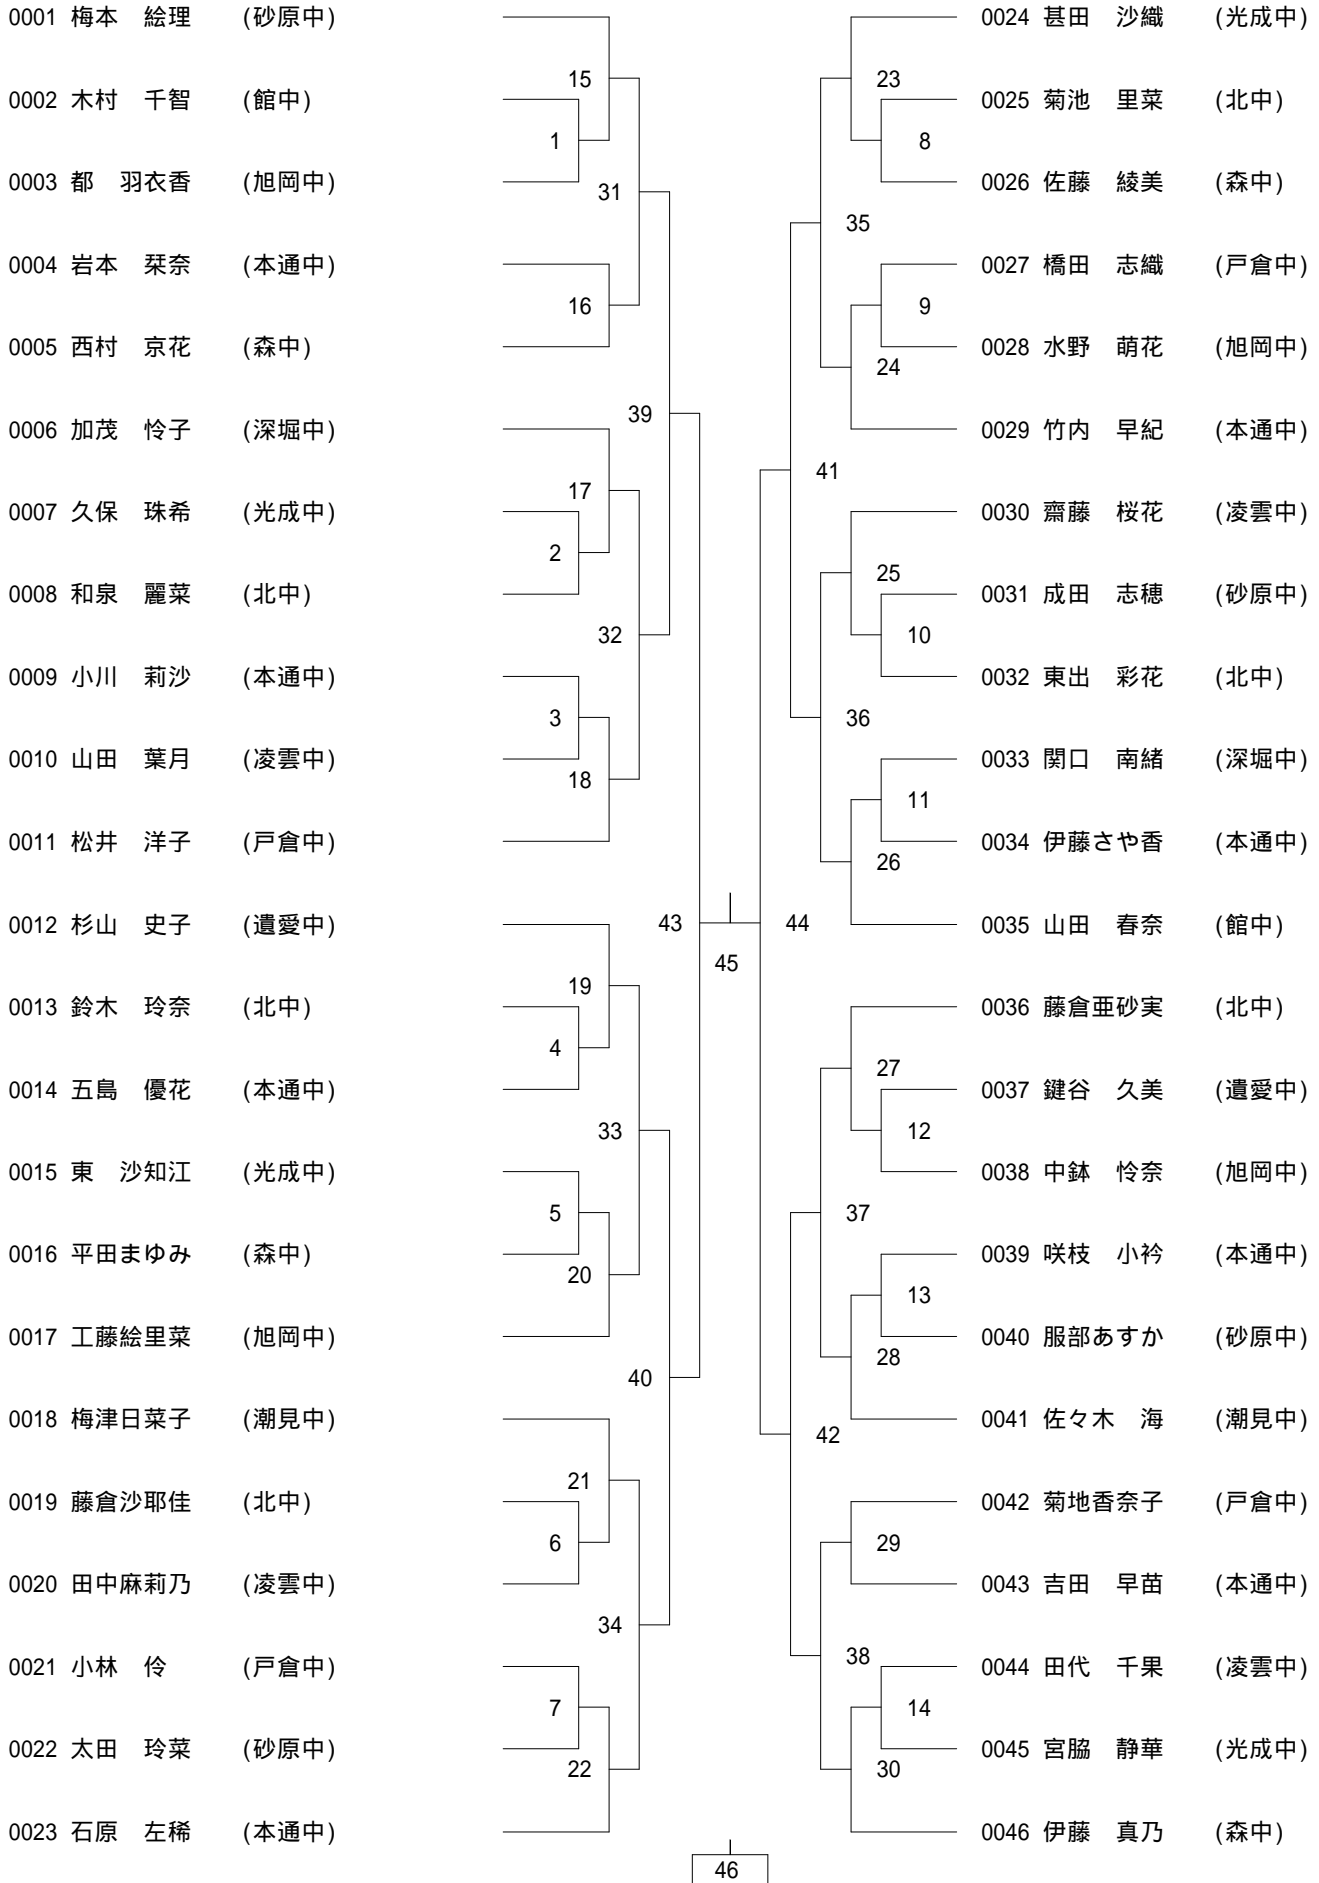 0001 梅本　絵理　(砂原中)
15
0002 木村　千智　(館中)
1
0003 都　羽衣香　(旭岡中)
31
0004 岩本　栞奈　(本通中)
16
0005 西村　京花　(森中)
39
0006 加茂　怜子　(深堀中)
17
0007 久保　珠希　(光成中)
2
0008 和泉　麗菜　(北中)
32
0009 小川　莉沙　(本通中)
3
0010 山田　葉月　(凌雲中)
18
0011 松井　洋子　(戸倉中)
0012 杉山　史子　(遺愛中)
43
19
0013 鈴木　玲奈　(北中)
4
0014 五島　優花　(本通中)
33
0015 東　沙知江　(光成中)
5
0016 平田まゆみ　(森中)
20
0017 工藤絵里菜　(旭岡中)
40
0018 梅津日菜子　(潮見中)
21
0019 藤倉沙耶佳　(北中)
6
0020 田中麻莉乃　(凌雲中)
34
0021 小林　伶　(戸倉中)
7
0022 太田　玲菜　(砂原中)
22
0023 石原　左稀　(本通中)
45
46
0024 甚田　沙織　(光成中)
23
0025 菊池　里菜　(北中)
8
0026 佐藤　綾美　(森中)
35
0027 橋田　志織　(戸倉中)
9
0028 水野　萌花　(旭岡中)
24
0029 竹内　早紀　(本通中)
41
0030 齋藤　桜花　(凌雲中)
25
0031 成田　志穂　(砂原中)
10
0032 東出　彩花　(北中)
36
0033 関口　南緒　(深堀中)
11
0034 伊藤さや香　(本通中)
26
0035 山田　春奈　(館中)
44
0036 藤倉亜砂実　(北中)
27
0037 鍵谷　久美　(遺愛中)
12
0038 中鉢　怜奈　(旭岡中)
37
0039 咲枝　小衿　(本通中)
13
0040 服部あすか　(砂原中)
28
0041 佐々木　海　(潮見中)
42
0042 菊地香奈子　(戸倉中)
29
0043 吉田　早苗　(本通中)
38
0044 田代　千果　(凌雲中)
14
0045 宮脇　静華　(光成中)
30
0046 伊藤　真乃　(森中)